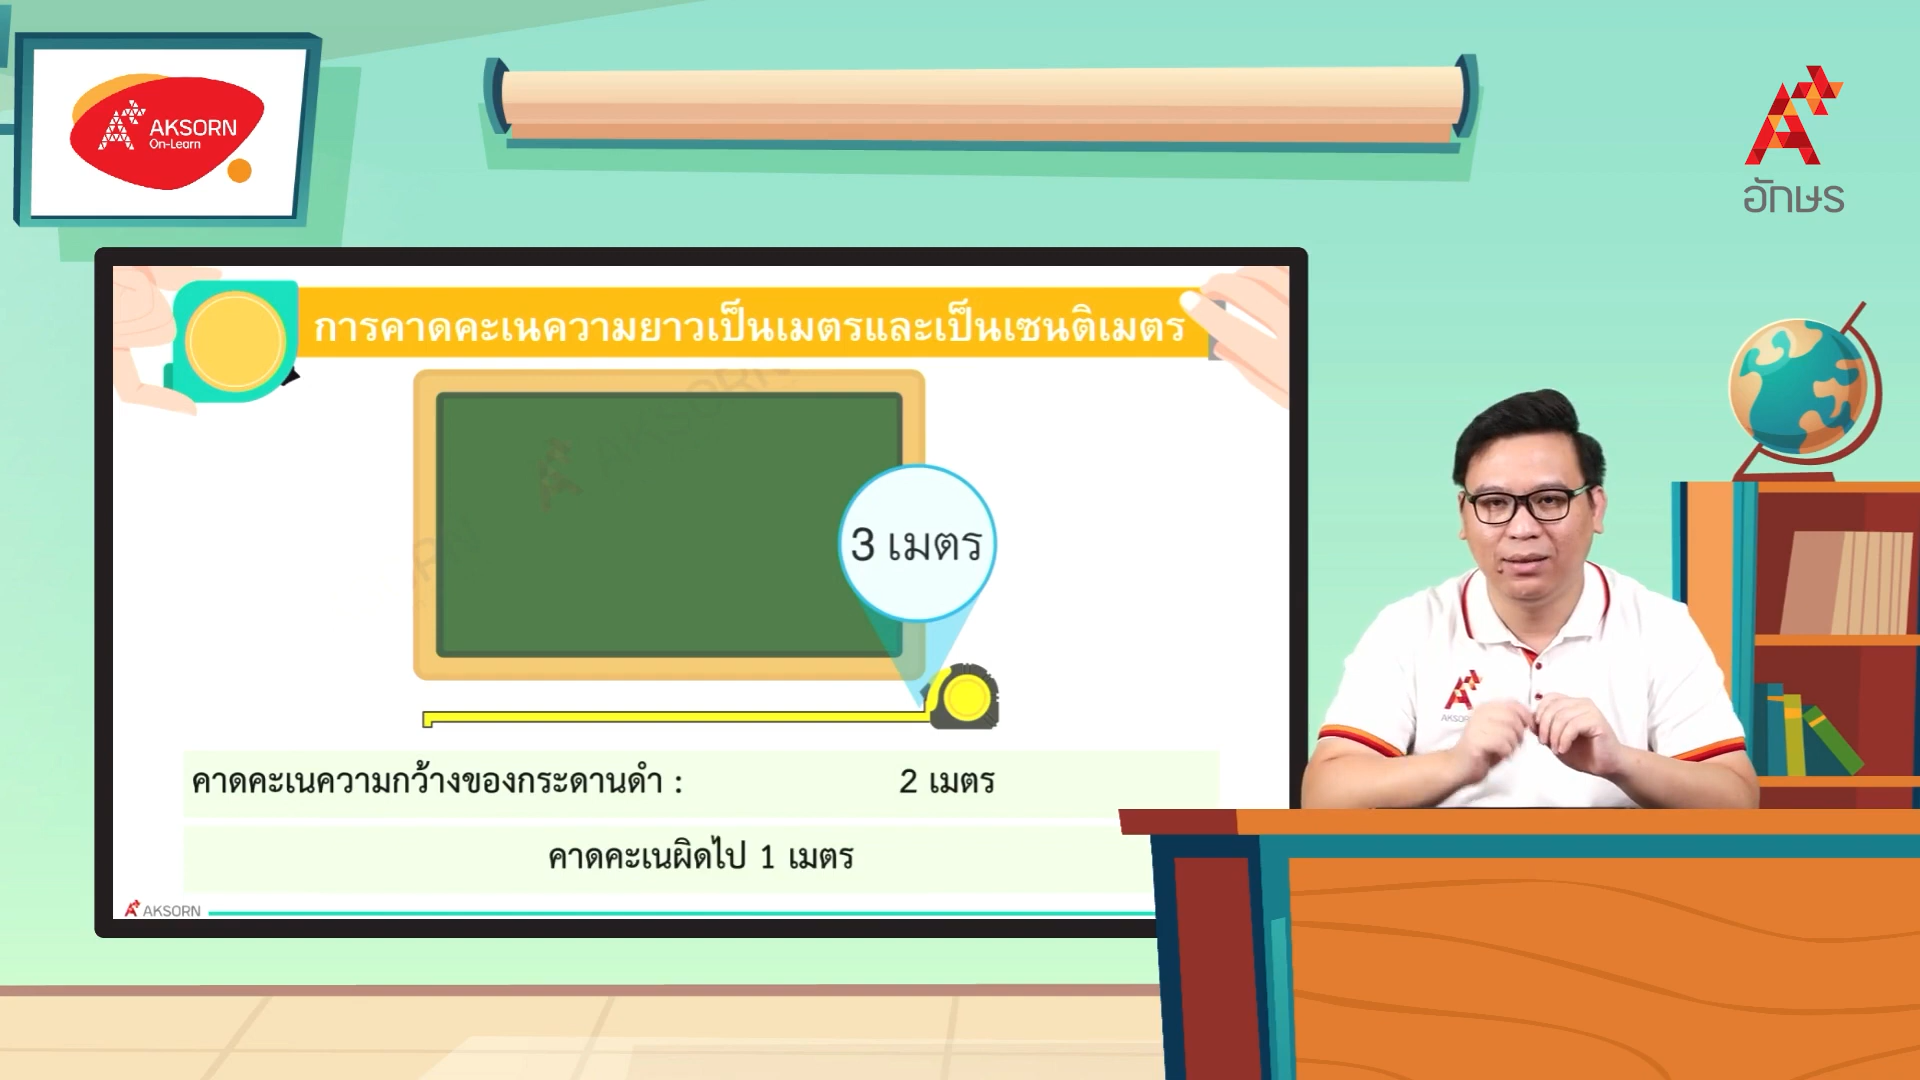 AKSORN
On-Learn
อักษร
การคาดคะเนความยาวเป็นเมตรและเป็นเซนติเมตร
AKSORN
3 เมตร
คาดคะเนความกว้างของกระดานดำ : 2 เมตร
คาดคะเนผิดไป 1 เมตร
AKSORN
AKSORN